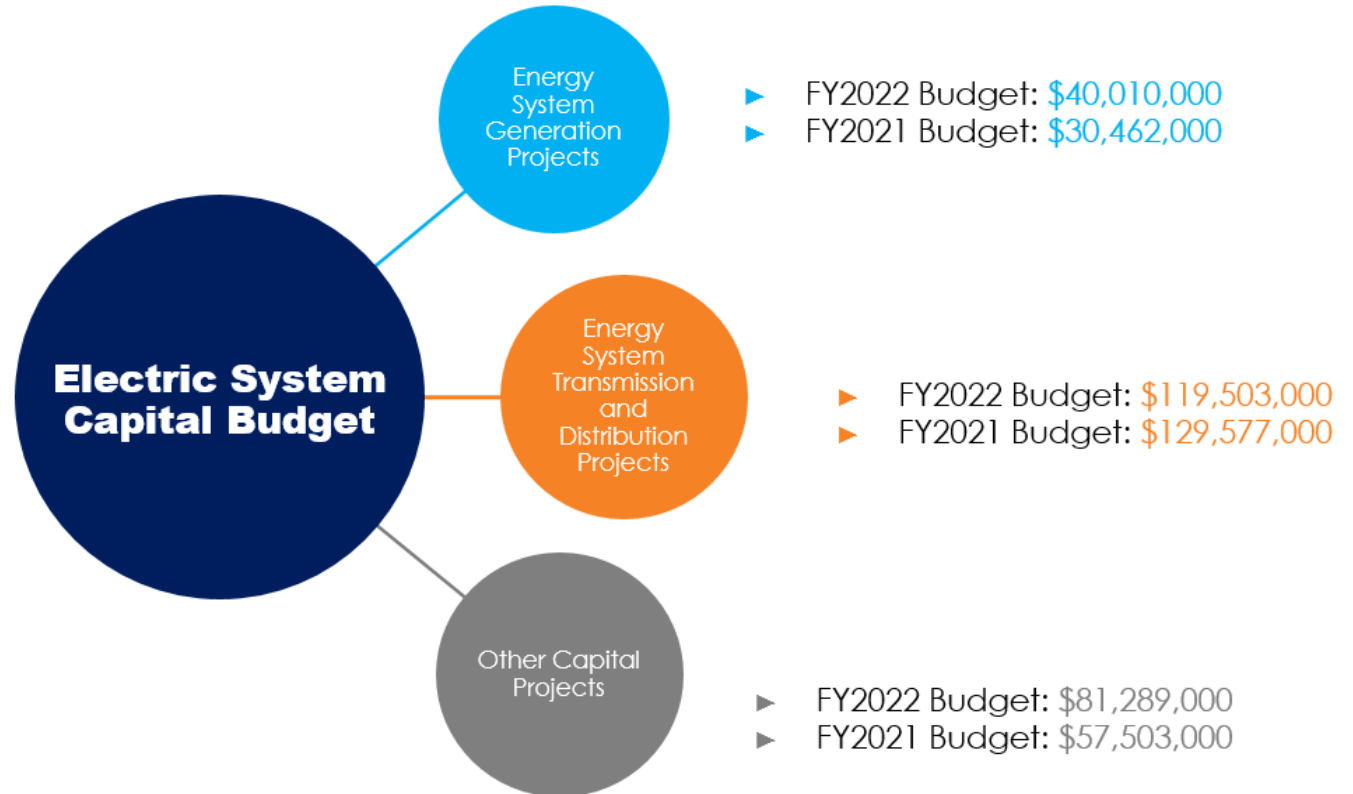 Energy
System
Generation
Projects
► FY2022 Budget: $40,010,000
► FY2021 Budget: $30,462,000
Electric System
Capital Budget
Energy
System
Transmission
and
Distribution
Projects
► FY2022 Budget: $119,503,000
► FY2021 Budget: $129,577,000
Other Capital
Projects
► FY2022 Budget: $81,289,000
► FY2021 Budget: $57,503,000